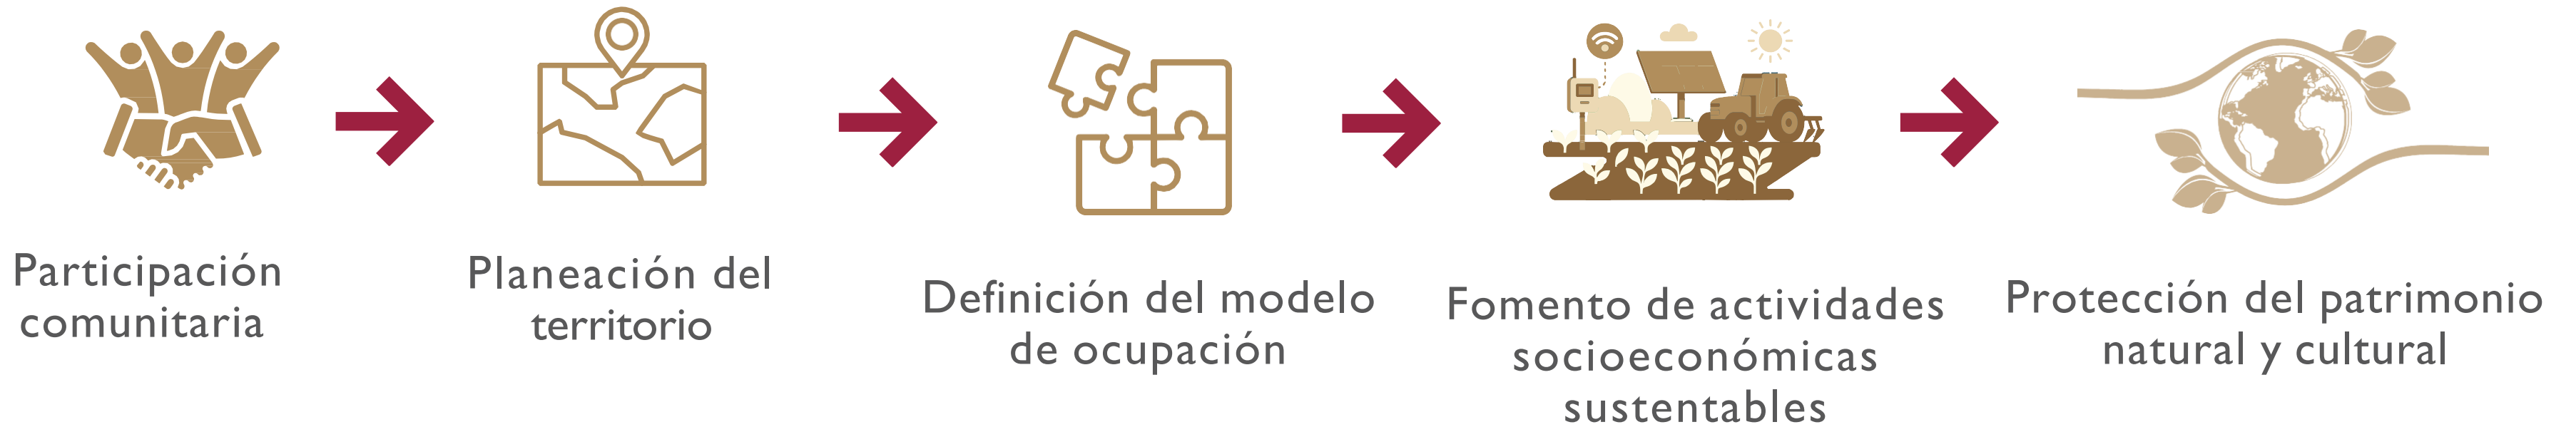 Participación
comunitaria
Planeación del
territorio
Definición del modelo
de ocupación
Fomento de actividades
socioeconómicas
sustentables
Protección del patrimonio
natural y cultural